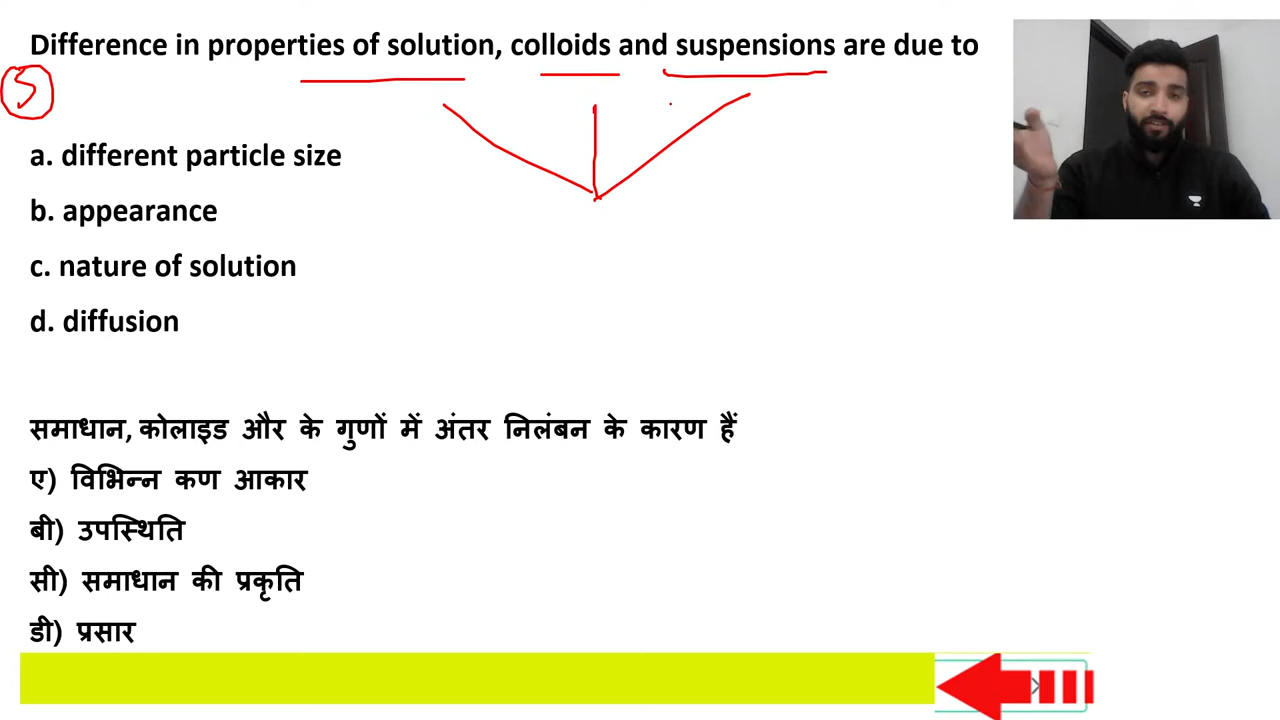 Difference in properties of solution, colloids and suspensions are due to
5
a. different particle size
b. appearance
c. nature of solution
d. diffusion
समाधान, कोलाइड और के गुणों में अंतर निलंबन के कारण हैं
ए) विभिन्न कण आकार
बी) उपस्थिति
सी) समाधान की प्रकृति
डी) प्रसार